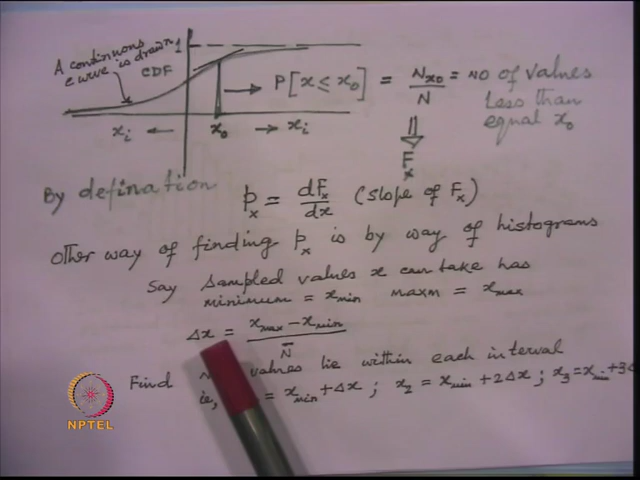 A continuous
curve is drawn
CDF
1
P[x ≤ x₀] = Nx₀/N = No of values
Less than
equal x₀
xᵢ ← x₀ → xᵢ
Fₓ
By defination pₓ = dFₓ/dx (slope of Fₓ)
Other way of finding pₓ is by way of histograms
Say sampled values x can take has
minimum = xmin maxm = xmax
Δx = xmax − xmin / N̄
Find values lie within each interval
ie, = xmin + Δx ; x₂ = xmin + 2Δx ; x₃ = xmin + 3
NPTEL